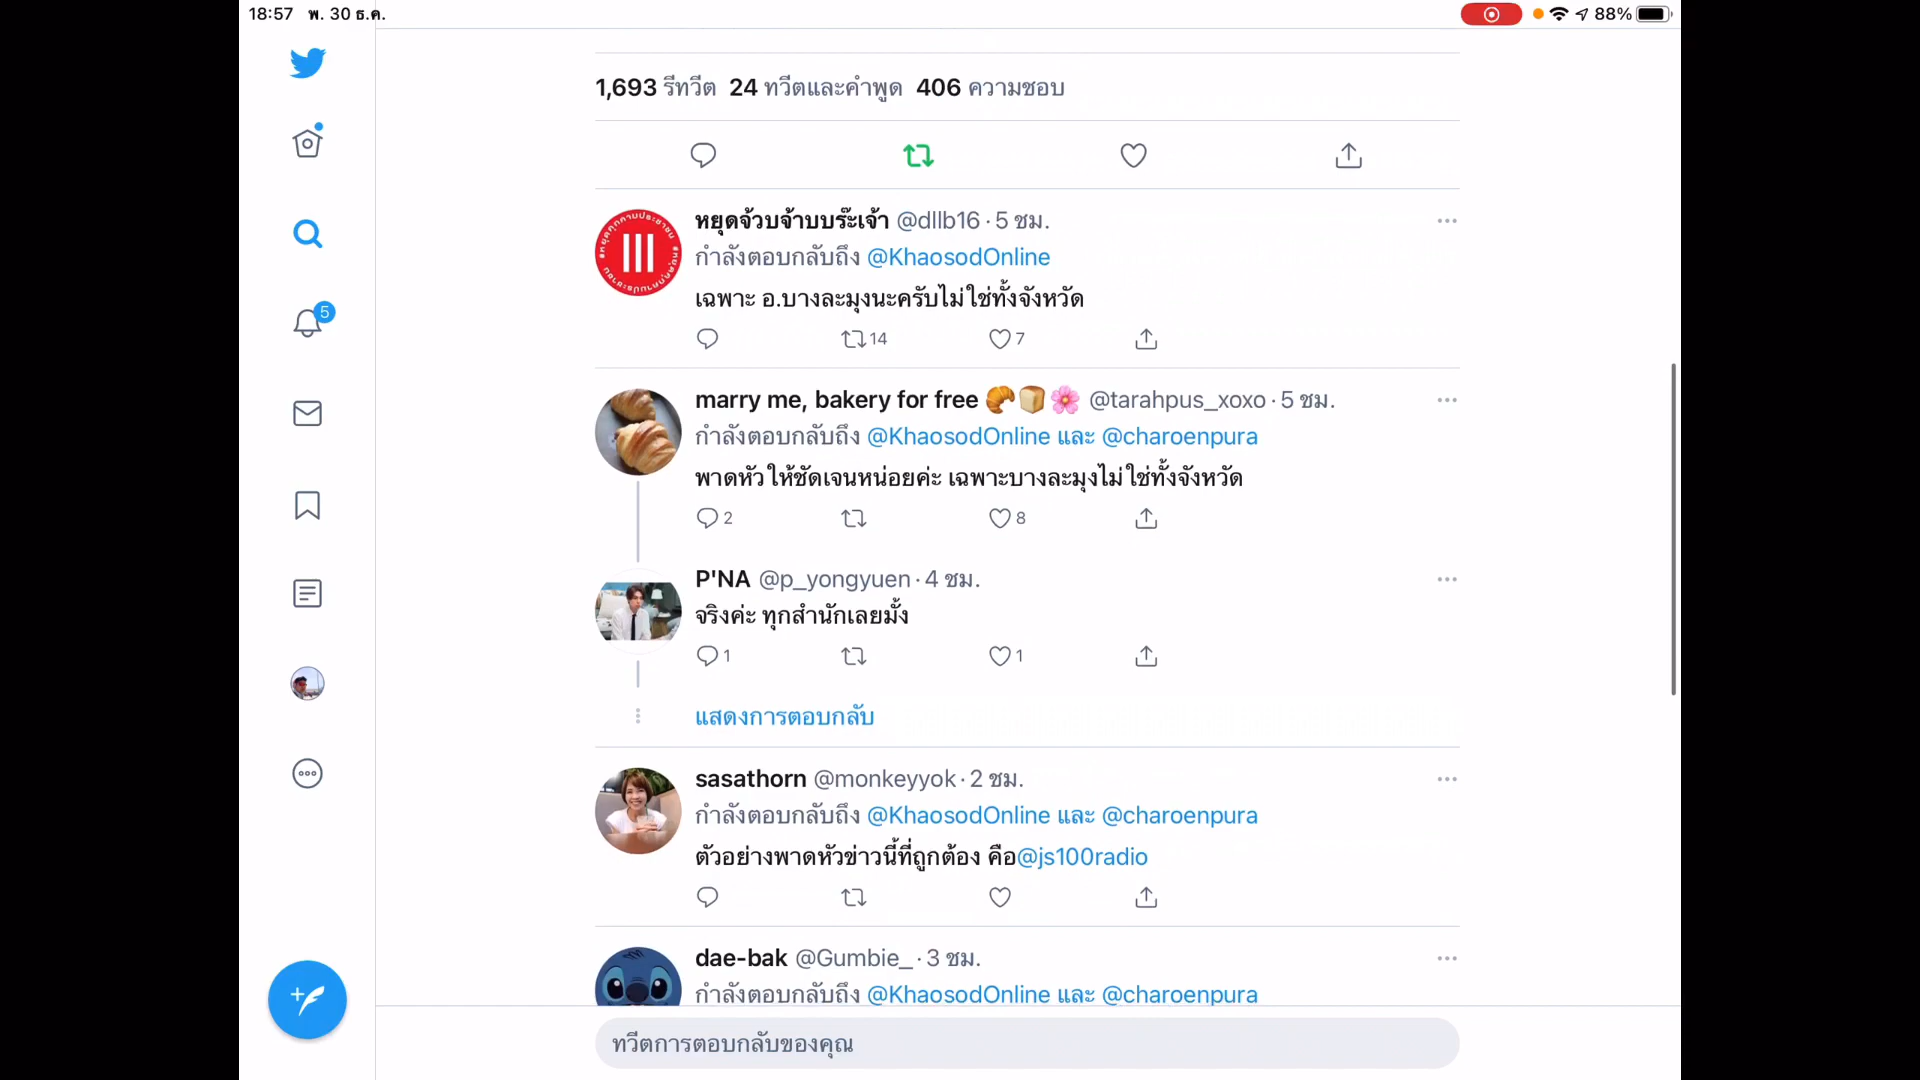 18:57 พ. 30 ธ.ค.
88%
1,693 รีทวีต 24 ทวีตและคำพูด 406 ความชอบ
หยุดจ้วบจ้าบบร๊ะเจ้า @dllb16 · 5 ชม.
กำลังตอบกลับถึง @KhaosodOnline
เฉพาะ อ.บางละมุงนะครับไม่ใช่ทั้งจังหวัด
14 7
marry me, bakery for free 🥐🍞🌸 @tarahpus_xoxo · 5 ชม.
กำลังตอบกลับถึง @KhaosodOnline และ @charoenpura
พาดหัวให้ชัดเจนหน่อยค่ะ เฉพาะบางละมุงไม่ใช่ทั้งจังหวัด
2 8
5
P'NA @p_yongyuen · 4 ชม.
จริงค่ะ ทุกสำนักเลยมั้ง
1 1
แสดงการตอบกลับ
sasathorn @monkeyyok · 2 ชม.
กำลังตอบกลับถึง @KhaosodOnline และ @charoenpura
ตัวอย่างพาดหัวข่าวนี้ที่ถูกต้อง คือ@js100radio
dae-bak @Gumbie_ · 3 ชม.
กำลังตอบกลับถึง @KhaosodOnline และ @charoenpura
ทวีตการตอบกลับของคุณ